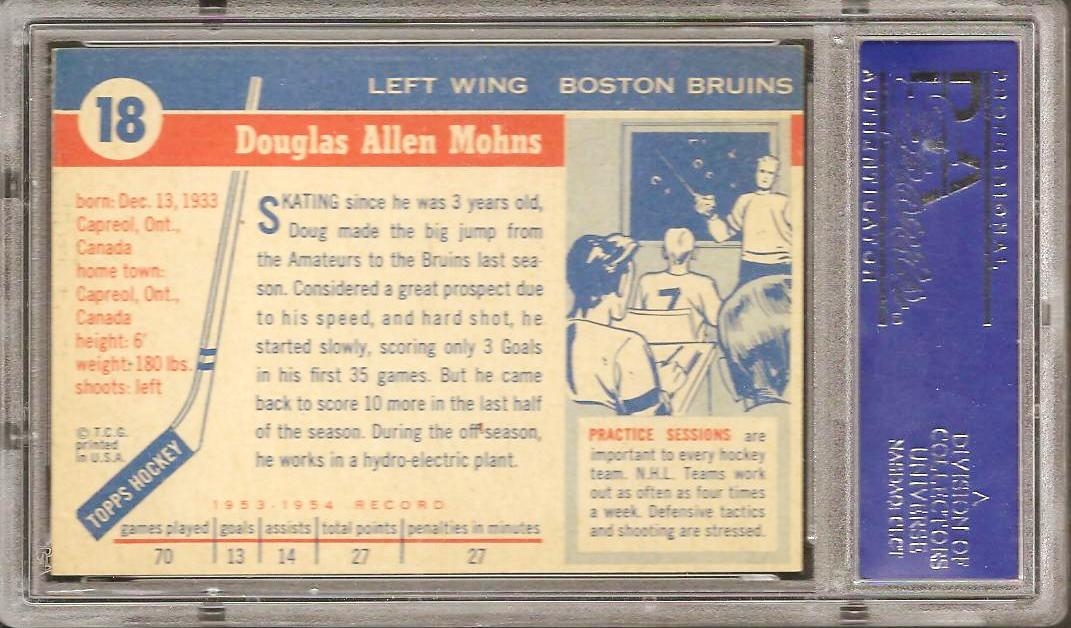 18
LEFT WING BOSTON BRUINS
Douglas Allen Mohns
born: Dec. 13, 1933
Capreol, Ont.,
Canada
home town:
Capreol, Ont.,
Canada
height: 6'
weight: 180 lbs.
shoots: left
© T.C.G.
printed
in U.S.A.
TOPPS HOCKEY
SKATING since he was 3 years old,
Doug made the big jump from
the Amateurs to the Bruins last sea-
son. Considered a great prospect due
to his speed, and hard shot, he
started slowly, scoring only 3 Goals
in his first 35 games. But he came
back to score 10 more in the last half
of the season. During the off-season,
he works in a hydro-electric plant.
1953-1954 RECORD
games played goals assists total points penalties in minutes
70 13 14 27 27
7
PRACTICE SESSIONS are
important to every hockey
team. N.H.L. Teams work
out as often as four times
a week. Defensive tactics
and shooting are stressed.
PROFESSIONAL
AUTHENTICATOR
A
DIVISION OF
COLLECTORS
UNIVERSE
NASDAQ: CLCT